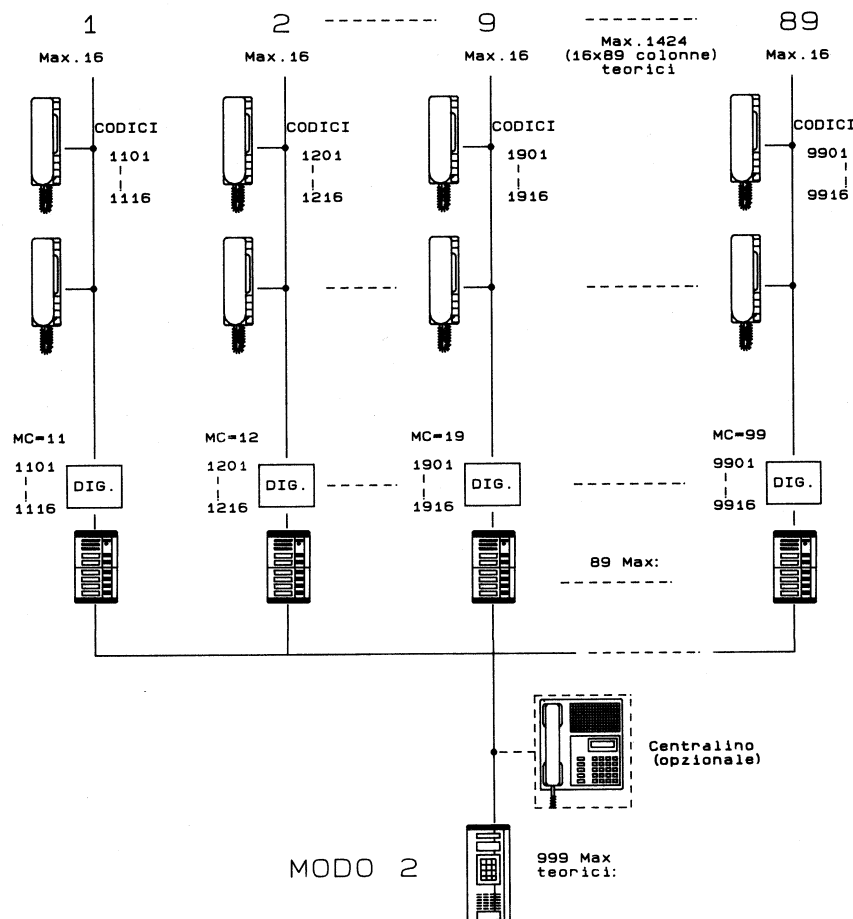 1 2 9 89
Max.16 Max.16 Max.16 Max.1424 Max.16
(16x89 colonne)
teorici
CODICI CODICI CODICI CODICI
1101 1201 1901 9901
1116 1216 1916 9916
MC=11 MC=12 MC=19 MC=99
1101 1201 1901 9901
DIG. DIG. DIG. DIG.
1116 1216 1916 9916
89 Max:
Centralino
(opzionale)
MODO 2
999 Max
teorici: